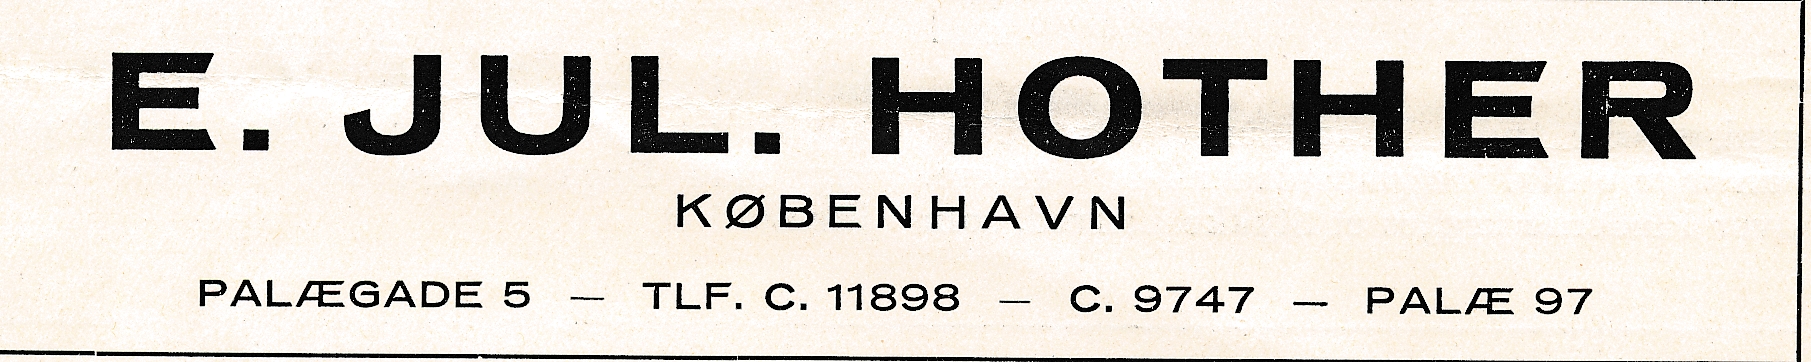 E. JUL. HOTHER
KØBENHAVN
PALÆGADE 5 — TLF. C. 11898 — C. 9747 — PALÆ 97